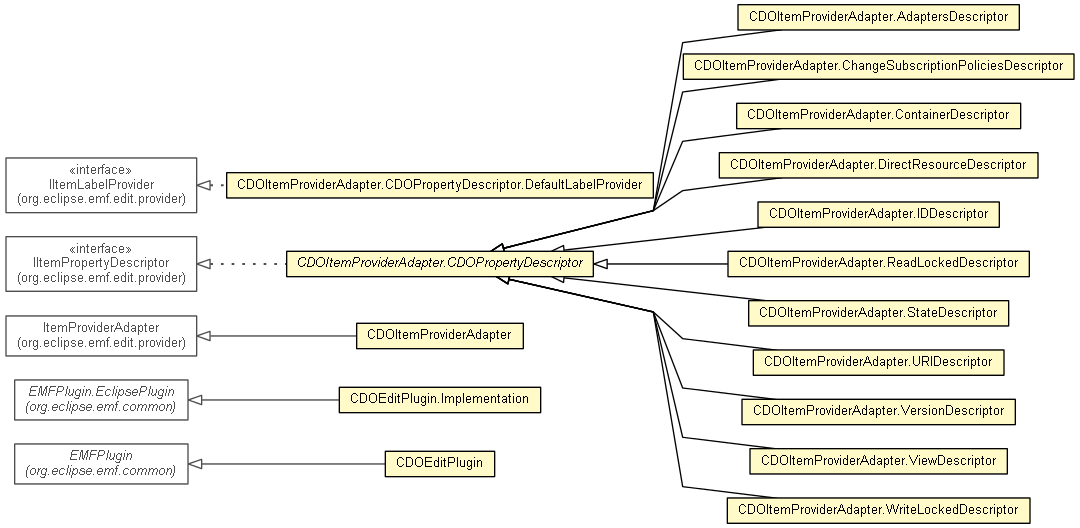 CDOItemProviderAdapter.AdaptersDescriptor
CDOItemProviderAdapter.ChangeSubscriptionPoliciesDescriptor
CDOItemProviderAdapter.ContainerDescriptor
CDOItemProviderAdapter.DirectResourceDescriptor
«interface»
IItemLabelProvider
(org.eclipse.emf.edit.provider)
CDOItemProviderAdapter.CDOPropertyDescriptor.DefaultLabelProvider
CDOItemProviderAdapter.IDDescriptor
«interface»
IItemPropertyDescriptor
(org.eclipse.emf.edit.provider)
CDOItemProviderAdapter.CDOPropertyDescriptor
CDOItemProviderAdapter.ReadLockedDescriptor
CDOItemProviderAdapter.StateDescriptor
ItemProviderAdapter
(org.eclipse.emf.edit.provider)
CDOItemProviderAdapter
CDOItemProviderAdapter.URIDescriptor
EMFPlugin.EclipsePlugin
(org.eclipse.emf.common)
CDOEditPlugin.Implementation
CDOItemProviderAdapter.VersionDescriptor
EMFPlugin
(org.eclipse.emf.common)
CDOEditPlugin
CDOItemProviderAdapter.ViewDescriptor
CDOItemProviderAdapter.WriteLockedDescriptor